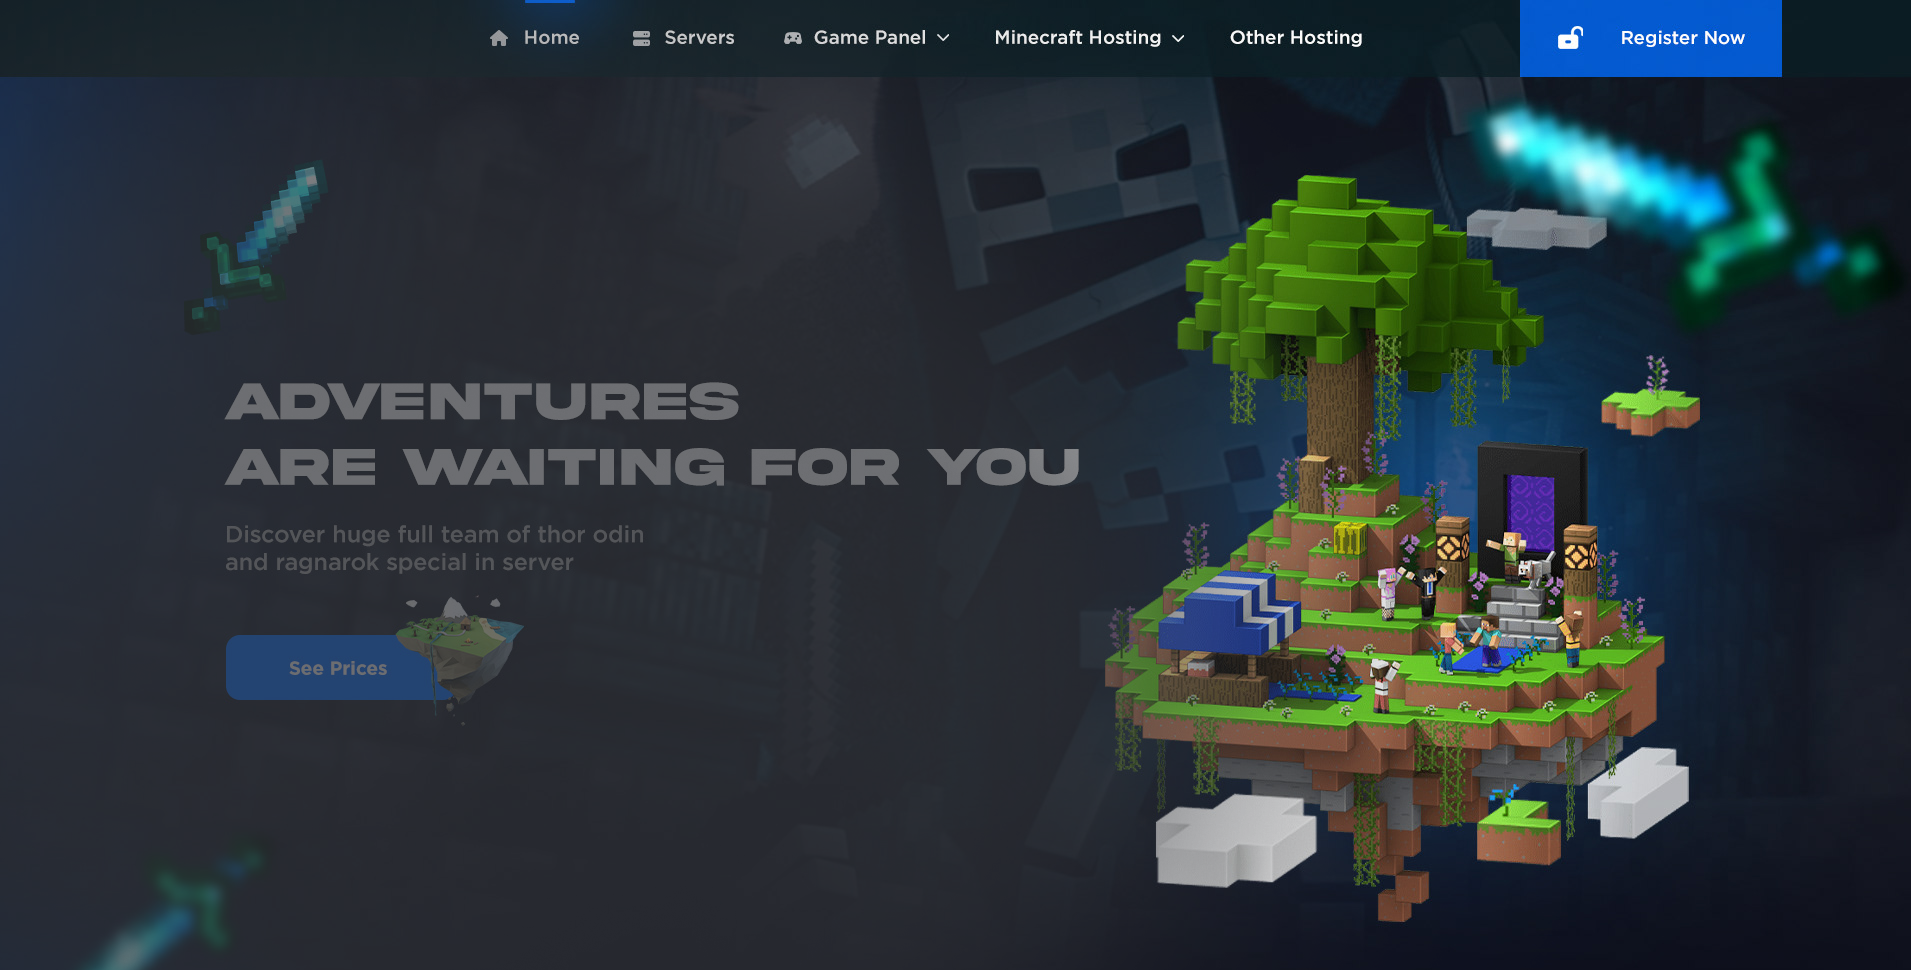 Home
Servers
Game Panel
Minecraft Hosting
Other Hosting
Register Now
ADVENTURES
ARE WAITING FOR YOU
Discover huge full team of thor odin
and ragnarok special in server
See Prices